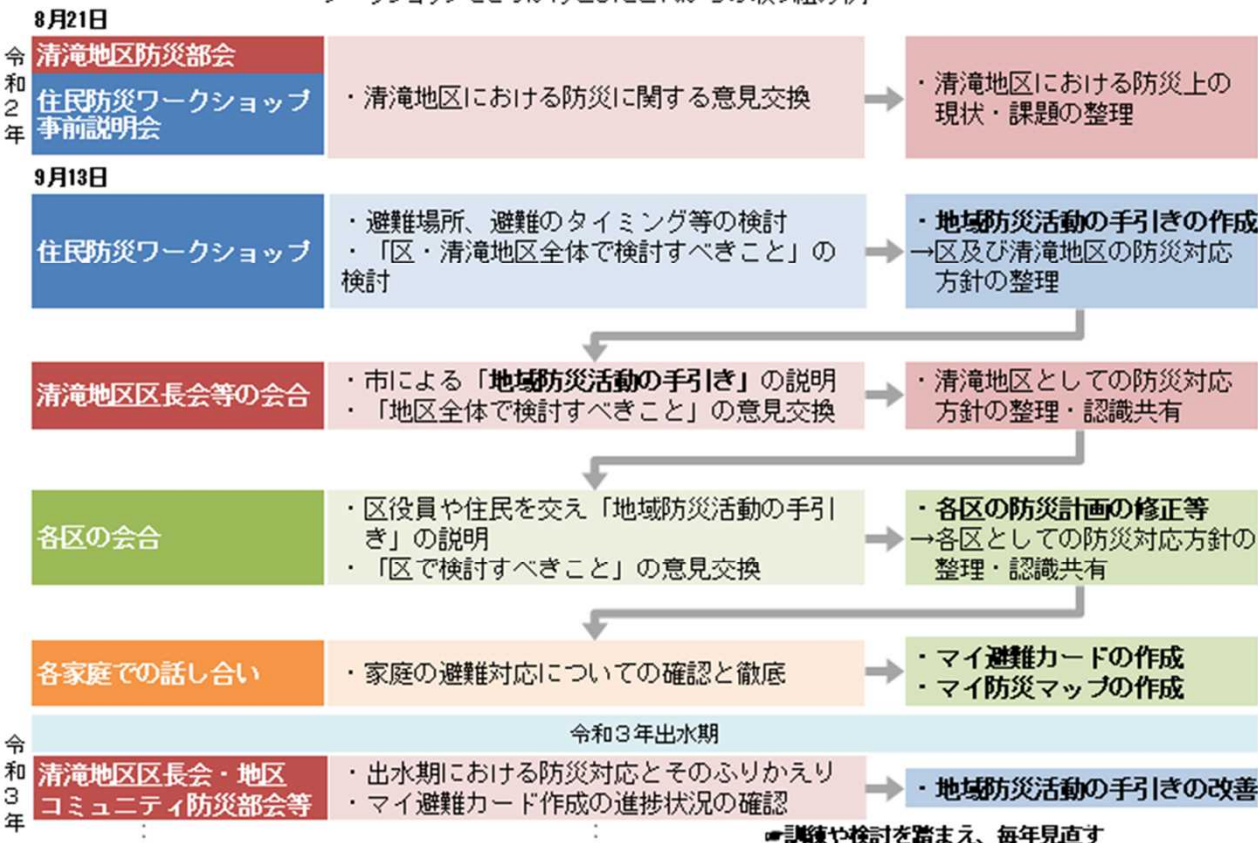 8月21日
令和2年
清滝地区防災部会
住民防災ワークショップ
事前説明会
・清滝地区における防災に関する意見交換
・清滝地区における防災上の
現状・課題の整理
9月13日
住民防災ワークショップ
・避難場所、避難のタイミング等の検討
・「区・清滝地区全体で検討すべきこと」の
検討
・地域防災活動の手引きの作成
→区及び清滝地区の防災対応
方針の整理
清滝地区区長会等の会合
・市による「地域防災活動の手引き」の説明
・「地区全体で検討すべきこと」の意見交換
・清滝地区としての防災対応
方針の整理・認識共有
各区の会合
・区役員や住民を交え「地域防災活動の手引
き」の説明
・「区で検討すべきこと」の意見交換
・各区の防災計画の修正等
→各区としての防災対応方針の
整理・認識共有
各家庭での話し合い
・家庭の避難対応についての確認と徹底
・マイ避難カードの作成
・マイ防災マップの作成
令和3年出水期
令和3年
清滝地区区長会・地区
コミュニティ防災部会等
・出水期における防災対応とそのふりかえり
・マイ避難カード作成の進捗状況の確認
・地域防災活動の手引きの改善
☛訓練や検討を踏まえ、毎年見直す